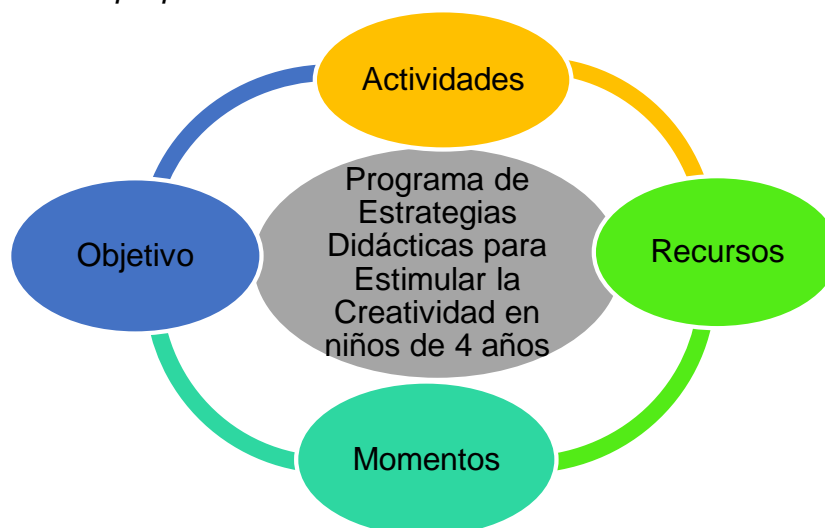 Actividades
Programa de
Estrategias
Didácticas para
Estimular la
Creatividad en
niños de 4 años
Objetivo
Recursos
Momentos